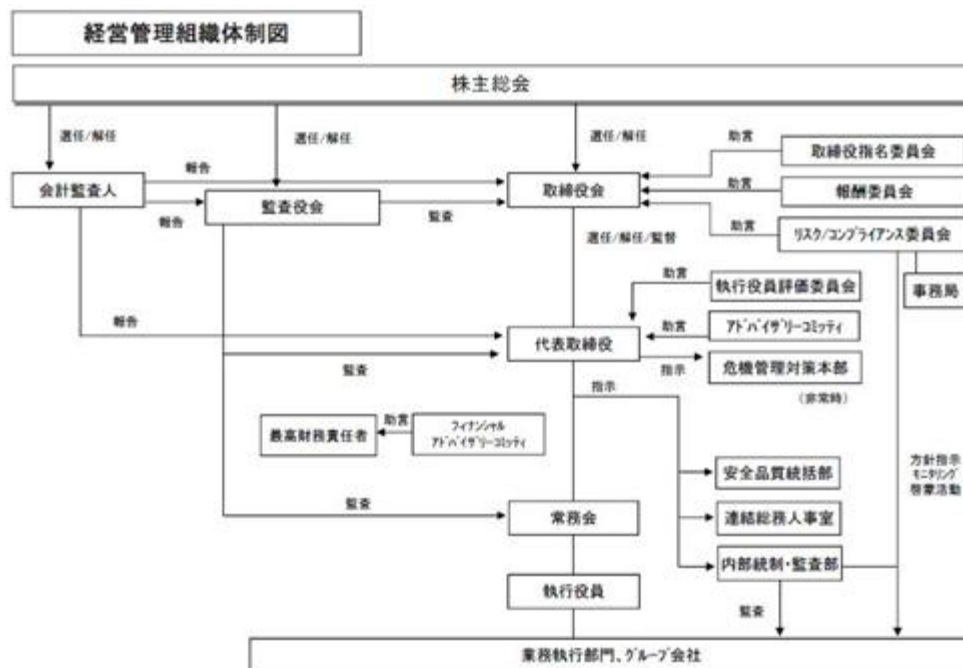 経営管理組織体制図
株主総会
選任/解任
選任/解任
選任/解任
助言
取締役指名委員会
会計監査人
報告
取締役会
助言
報酬委員会
報告
監査役会
監査
助言
リスク/コンプライアンス委員会
選任/解任/監督
事務局
助言
執行役員評価委員会
報告
助言
アドバイザリーコミッティ
代表取締役
監査
指示
危機管理対策本部
(非常時)
指示
最高財務責任者
助言
フィナンシャル
アドバイザリーコミッティ
安全品質統括部
方針指示
モニタリング
啓蒙活動
監査
常務会
連結総務人事室
内部統制・監査部
執行役員
監査
業務執行部門、グループ会社